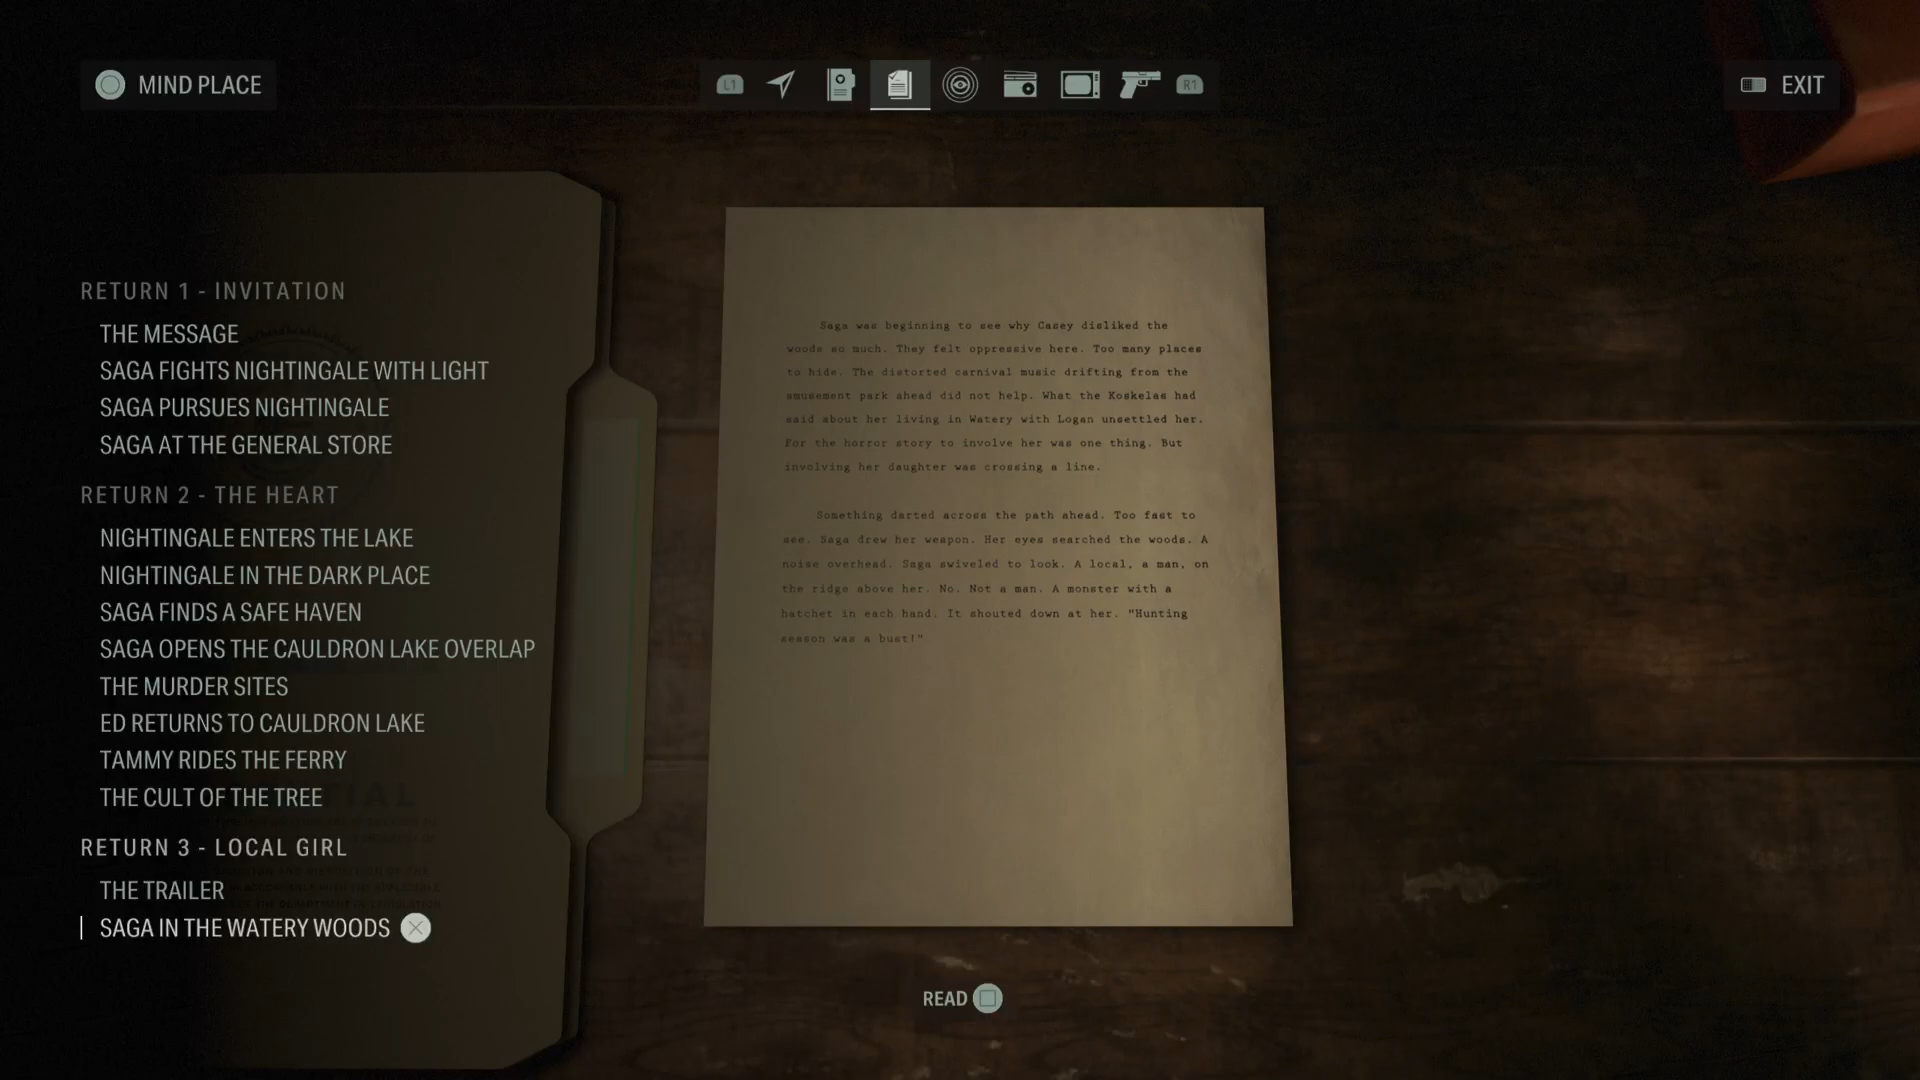 MIND PLACE
L1
R1
EXIT
RETURN 1 - INVITATION
THE MESSAGE
SAGA FIGHTS NIGHTINGALE WITH LIGHT
SAGA PURSUES NIGHTINGALE
SAGA AT THE GENERAL STORE
RETURN 2 - THE HEART
NIGHTINGALE ENTERS THE LAKE
NIGHTINGALE IN THE DARK PLACE
SAGA FINDS A SAFE HAVEN
SAGA OPENS THE CAULDRON LAKE OVERLAP
THE MURDER SITES
ED RETURNS TO CAULDRON LAKE
TAMMY RIDES THE FERRY
THE CULT OF THE TREE
RETURN 3 - LOCAL GIRL
THE TRAILER
SAGA IN THE WATERY WOODS
Saga was beginning to see why Casey disliked the
woods so much. They felt oppressive here. Too many places
to hide. The distorted carnival music drifting from the
amusement park ahead did not help. What the Koskelas had
said about her living in Watery with Logan unsettled her.
For the horror story to involve her was one thing. But
involving her daughter was crossing a line.
Something darted across the path ahead. Too fast to
see. Saga drew her weapon. Her eyes searched the woods. A
noise overhead. Saga swiveled to look. A local, a man, on
the ridge above her. No. Not a man. A monster with a
hatchet in each hand. It shouted down at her. "Hunting
season was a bust!"
READ